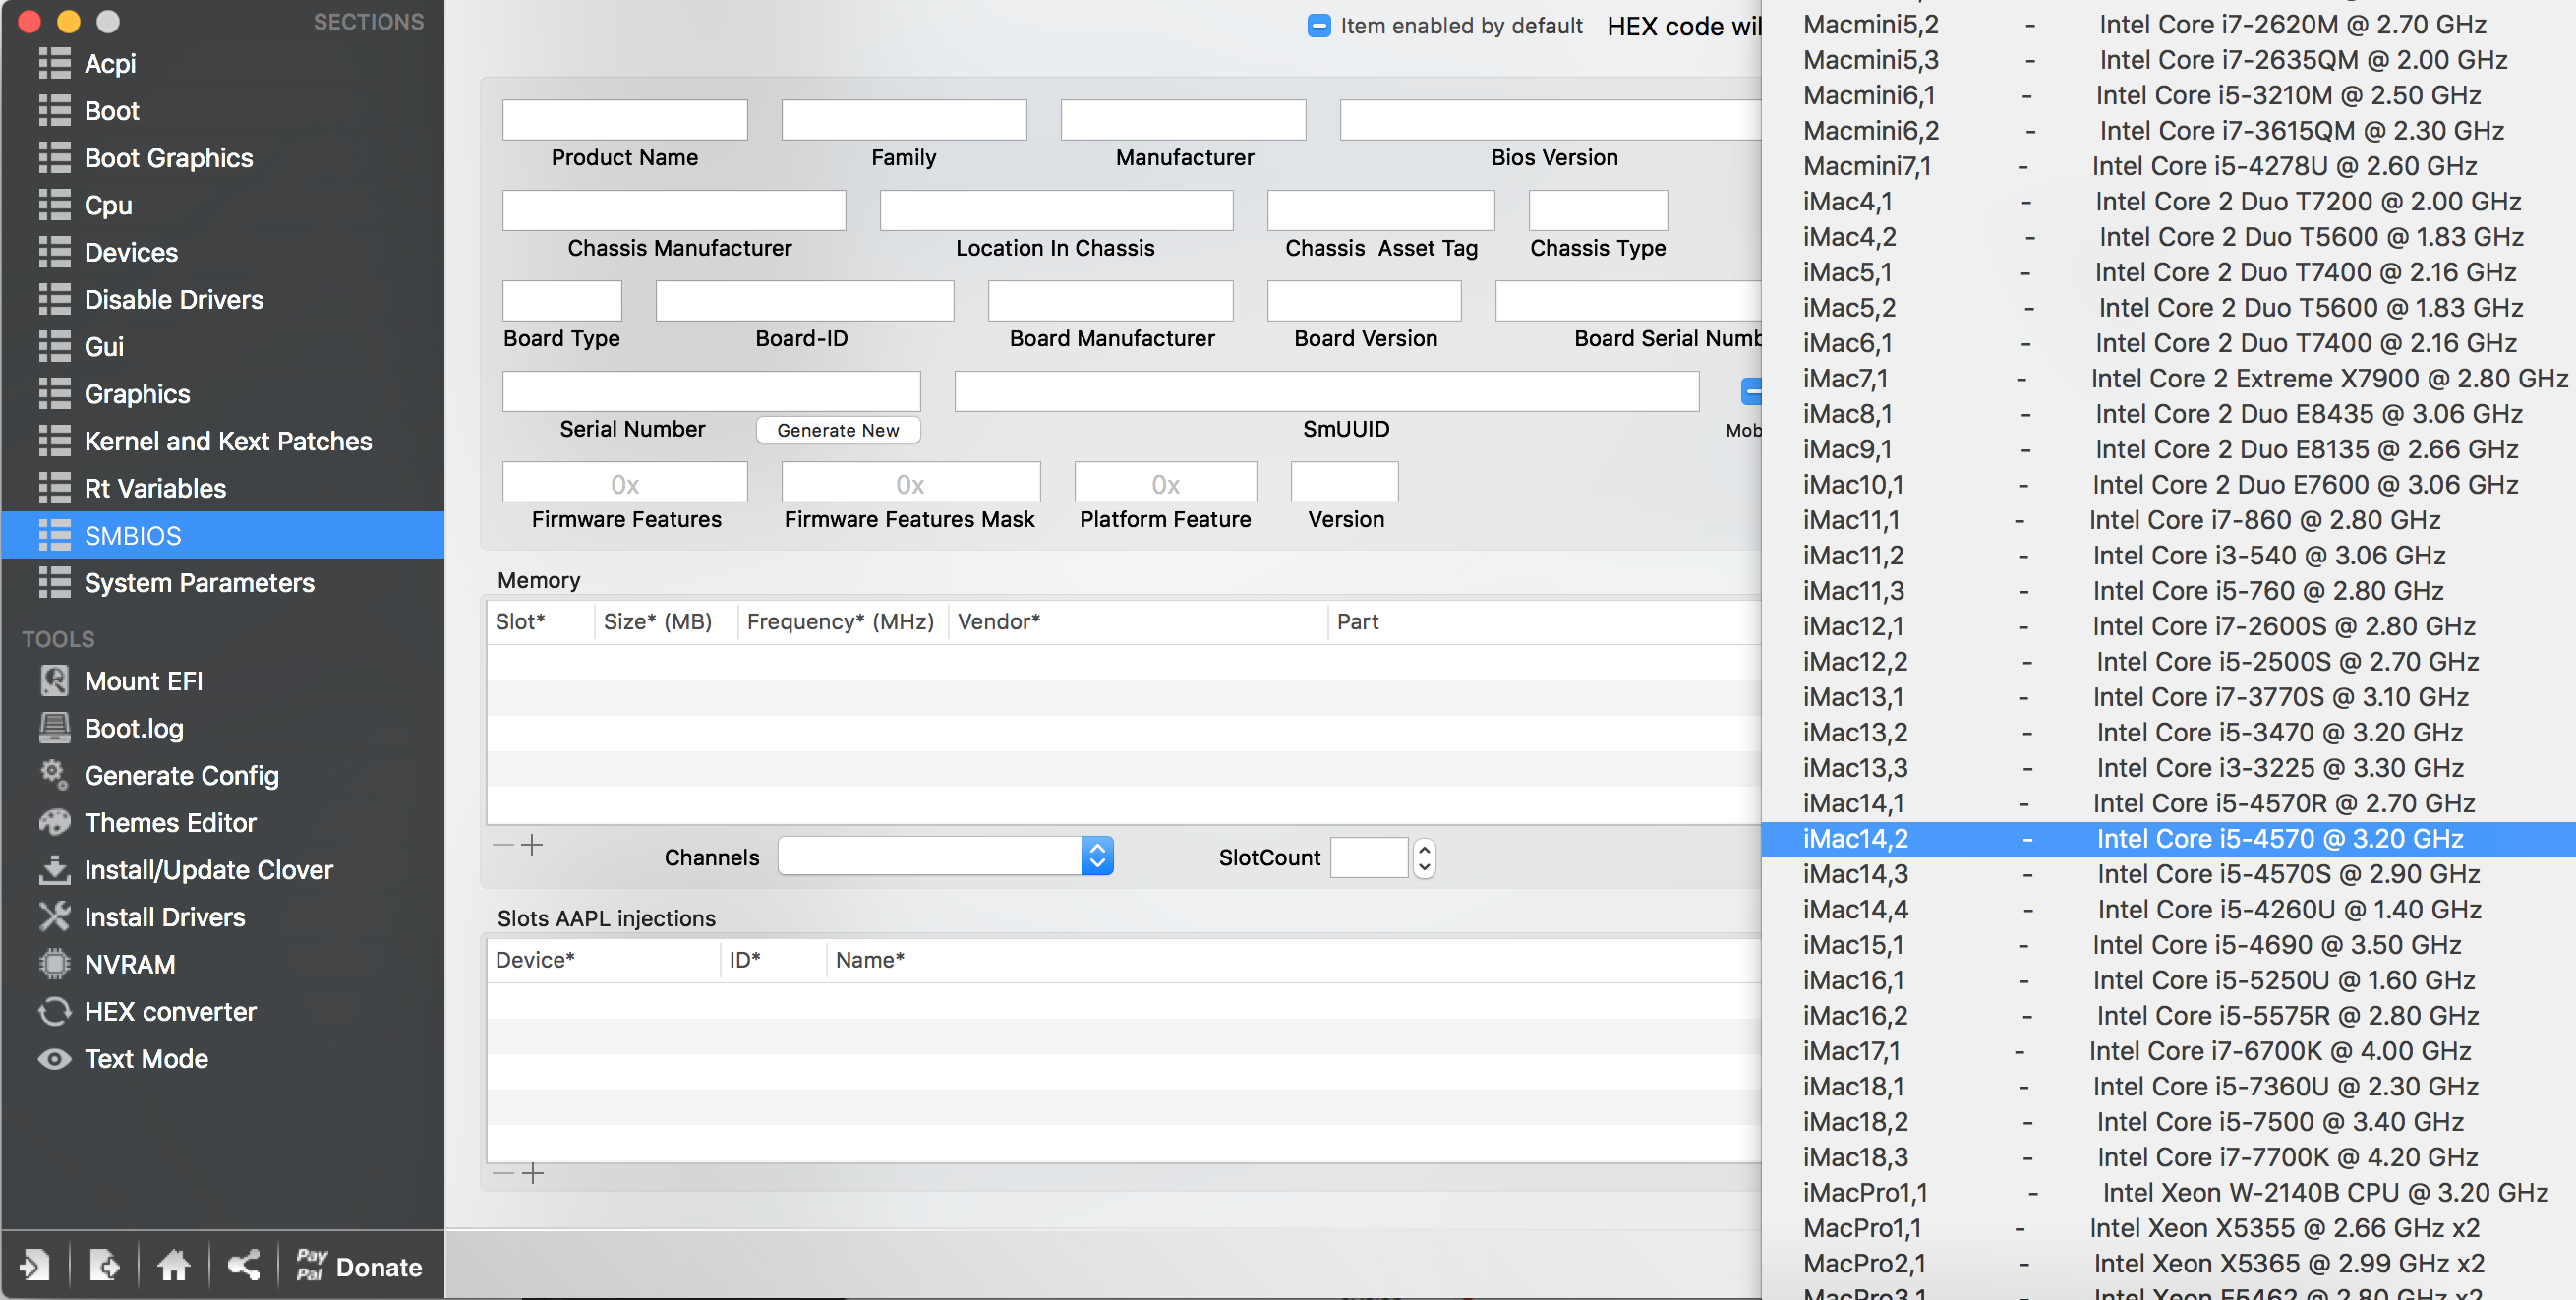 SECTIONS
Acpi
Boot
Boot Graphics
Cpu
Devices
Disable Drivers
Gui
Graphics
Kernel and Kext Patches
Rt Variables
SMBIOS
System Parameters
TOOLS
Mount EFI
Boot.log
Generate Config
Themes Editor
Install/Update Clover
Install Drivers
NVRAM
HEX converter
Text Mode
Pay Pal Donate
Item enabled by default HEX code wil
Product Name Family Manufacturer Bios Version
Chassis Manufacturer Location In Chassis Chassis Asset Tag Chassis Type
Board Type Board-ID Board Manufacturer Board Version Board Serial Numb
Serial Number Generate New SmUUID Mob
0x 0x 0x
Firmware Features Firmware Features Mask Platform Feature Version
Memory
Slot* Size* (MB) Frequency* (MHz) Vendor* Part
Channels SlotCount
Slots AAPL injections
Device* ID* Name*
Macmini5,2 - Intel Core i7-2620M @ 2.70 GHz
Macmini5,3 - Intel Core i7-2635QM @ 2.00 GHz
Macmini6,1 - Intel Core i5-3210M @ 2.50 GHz
Macmini6,2 - Intel Core i7-3615QM @ 2.30 GHz
Macmini7,1 - Intel Core i5-4278U @ 2.60 GHz
iMac4,1 - Intel Core 2 Duo T7200 @ 2.00 GHz
iMac4,2 - Intel Core 2 Duo T5600 @ 1.83 GHz
iMac5,1 - Intel Core 2 Duo T7400 @ 2.16 GHz
iMac5,2 - Intel Core 2 Duo T5600 @ 1.83 GHz
iMac6,1 - Intel Core 2 Duo T7400 @ 2.16 GHz
iMac7,1 - Intel Core 2 Extreme X7900 @ 2.80 GHz
iMac8,1 - Intel Core 2 Duo E8435 @ 3.06 GHz
iMac9,1 - Intel Core 2 Duo E8135 @ 2.66 GHz
iMac10,1 - Intel Core 2 Duo E7600 @ 3.06 GHz
iMac11,1 - Intel Core i7-860 @ 2.80 GHz
iMac11,2 - Intel Core i3-540 @ 3.06 GHz
iMac11,3 - Intel Core i5-760 @ 2.80 GHz
iMac12,1 - Intel Core i7-2600S @ 2.80 GHz
iMac12,2 - Intel Core i5-2500S @ 2.70 GHz
iMac13,1 - Intel Core i7-3770S @ 3.10 GHz
iMac13,2 - Intel Core i5-3470 @ 3.20 GHz
iMac13,3 - Intel Core i3-3225 @ 3.30 GHz
iMac14,1 - Intel Core i5-4570R @ 2.70 GHz
iMac14,2 - Intel Core i5-4570 @ 3.20 GHz
iMac14,3 - Intel Core i5-4570S @ 2.90 GHz
iMac14,4 - Intel Core i5-4260U @ 1.40 GHz
iMac15,1 - Intel Core i5-4690 @ 3.50 GHz
iMac16,1 - Intel Core i5-5250U @ 1.60 GHz
iMac16,2 - Intel Core i5-5575R @ 2.80 GHz
iMac17,1 - Intel Core i7-6700K @ 4.00 GHz
iMac18,1 - Intel Core i5-7360U @ 2.30 GHz
iMac18,2 - Intel Core i5-7500 @ 3.40 GHz
iMac18,3 - Intel Core i7-7700K @ 4.20 GHz
iMacPro1,1 - Intel Xeon W-2140B CPU @ 3.20 GHz
MacPro1,1 - Intel Xeon X5355 @ 2.66 GHz x2
MacPro2,1 - Intel Xeon X5365 @ 2.99 GHz x2
MacPro3,1 - Intel Xeon E5462 @ 2.80 GHz x2